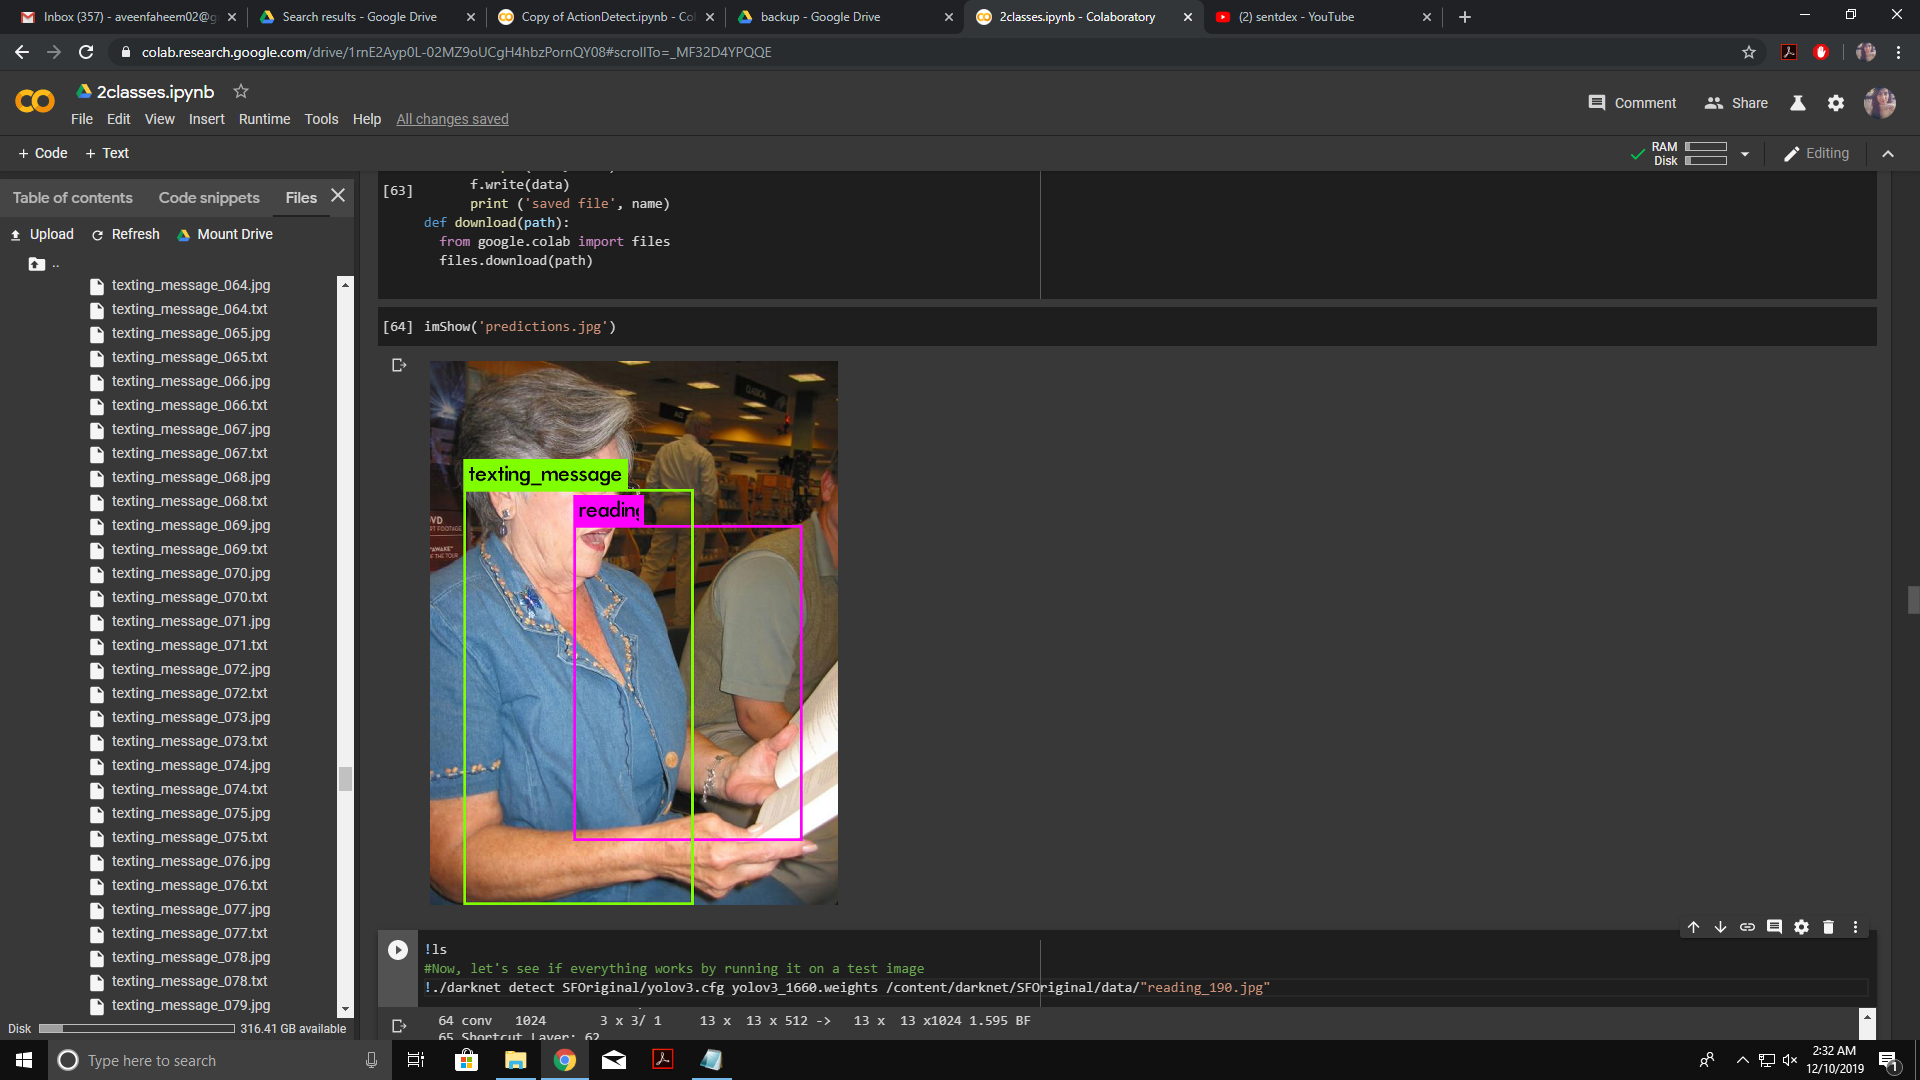 Inbox (357) - aveenfaheem02@g
Search results - Google Drive
Copy of ActionDetect.ipynb - Co
backup - Google Drive
2classes.ipynb - Colaboratory
(2) sentdex - YouTube
colab.research.google.com/drive/1rnE2Ayp0L-02MZ9oUCgH4hbzPornQY08#scrollTo=_MF32D4YPQQE
2classes.ipynb
File Edit View Insert Runtime Tools Help All changes saved
Comment Share
+ Code + Text
RAM
Disk
Editing
Table of contents Code snippets Files
Upload Refresh Mount Drive
..
texting_message_064.jpg
texting_message_064.txt
texting_message_065.jpg
texting_message_065.txt
texting_message_066.jpg
texting_message_066.txt
texting_message_067.jpg
texting_message_067.txt
texting_message_068.jpg
texting_message_068.txt
texting_message_069.jpg
texting_message_069.txt
texting_message_070.jpg
texting_message_070.txt
texting_message_071.jpg
texting_message_071.txt
texting_message_072.jpg
texting_message_072.txt
texting_message_073.jpg
texting_message_073.txt
texting_message_074.jpg
texting_message_074.txt
texting_message_075.jpg
texting_message_075.txt
texting_message_076.jpg
texting_message_076.txt
texting_message_077.jpg
texting_message_077.txt
texting_message_078.jpg
texting_message_078.txt
texting_message_079.jpg
Disk 316.41 GB available
[63]
f.write(data)
print ('saved file', name)
def download(path):
from google.colab import files
files.download(path)
[64] imShow('predictions.jpg')
CLASSICAL
texting_message
reading
"AWAKE"
OF THE TOUR
!ls
#Now, let's see if everything works by running it on a test image
!./darknet detect SFOriginal/yolov3.cfg yolov3_1660.weights /content/darknet/SFOriginal/data/"reading_190.jpg"
64 conv 1024 3 x 3/ 1 13 x 13 x 512 -> 13 x 13 x1024 1.595 BF
65 Shortcut Layer: 62
Type here to search
2:32 AM
12/10/2019
1